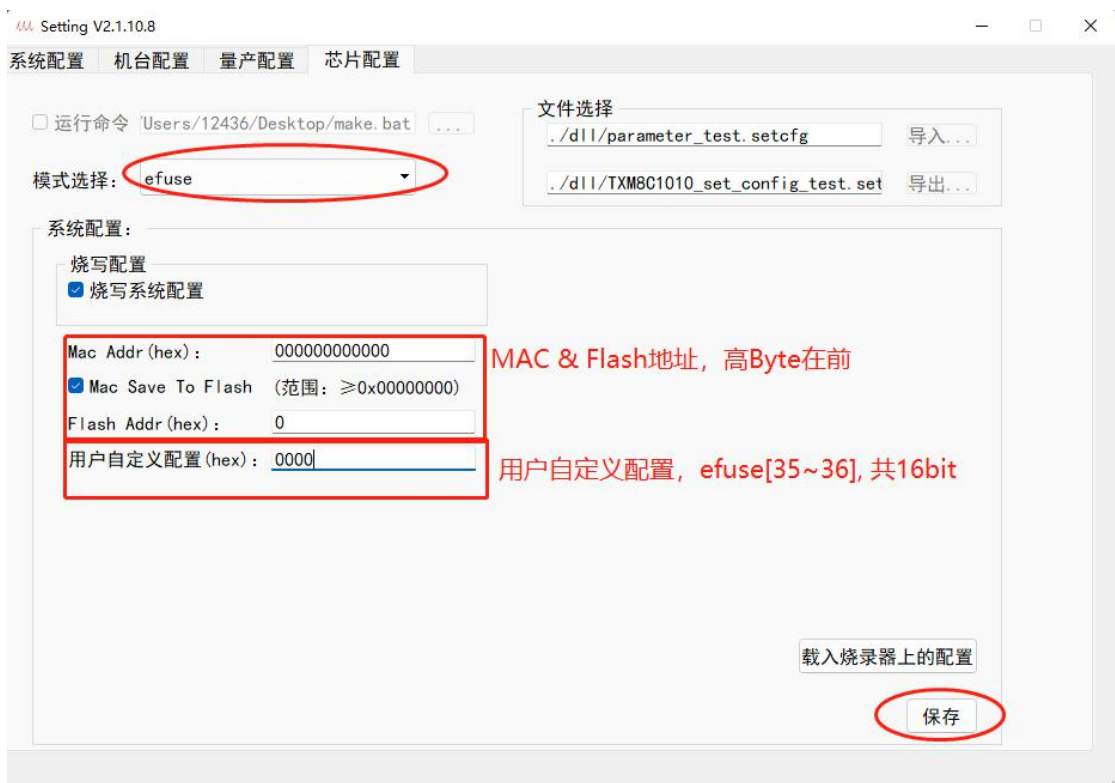 Setting V2.1.10.8
系统配置 机台配置 量产配置 芯片配置
运行命令 'Users/12436/Desktop/make.bat ...
文件选择
./dll/parameter_test.setcfg 导入...
模式选择: efuse
./dll/TXM8C1010_set_config_test.set 导出...
系统配置:
烧写配置
烧写系统配置
Mac Addr(hex): 000000000000
MAC & Flash地址，高Byte在前
Mac Save To Flash (范围: ≥0x00000000)
Flash Addr(hex): 0
用户自定义配置(hex): 0000
用户自定义配置，efuse[35~36], 共16bit
载入烧录器上的配置
保存